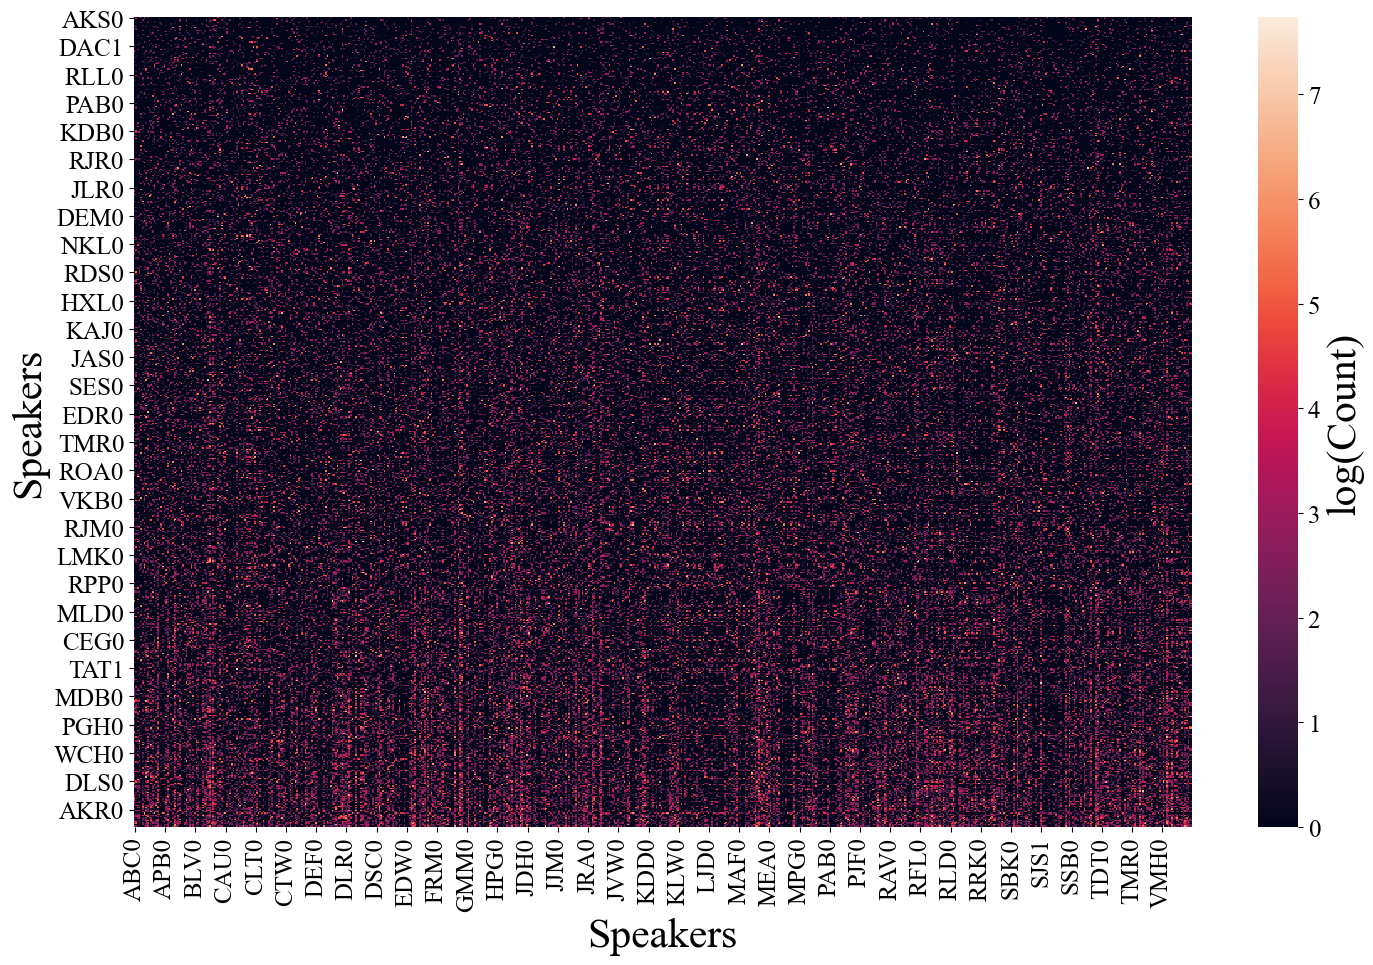 AKS0
DAC1
RLL0
PAB0
KDB0
RJR0
JLR0
DEM0
NKL0
RDS0
HXL0
KAJ0
JAS0
SES0
EDR0
TMR0
ROA0
VKB0
RJM0
LMK0
RPP0
MLD0
CEG0
TAT1
MDB0
PGH0
WCH0
DLS0
AKR0
Speakers
ABC0 APB0 BLV0 CAU0 CLT0 CTW0 DEF0 DLR0 DSC0 EDW0 FRM0 GMM0 HPG0 JDH0 JJM0 JRA0 JVW0 KDD0 KLW0 LJD0 MAF0 MEA0 MPG0 PAB0 PJF0 RAV0 RFL0 RLD0 RRK0 SBK0 SJS1 SSB0 TDT0 TMR0 VMH0
Speakers
7
6
5
4
3
2
1
0
log(Count)